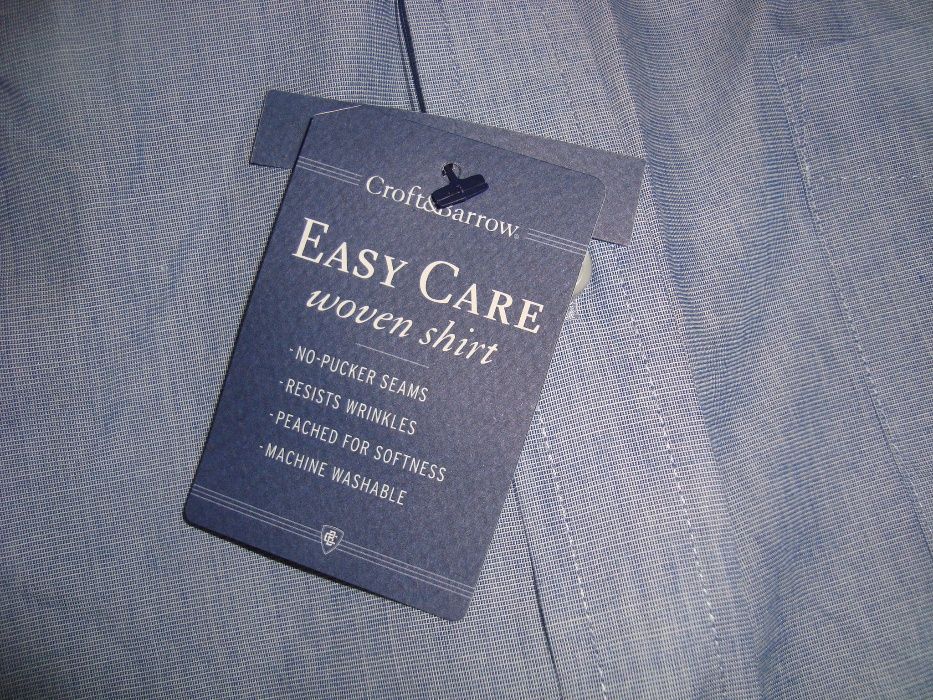 Croft&Barrow®
EASY CARE
woven shirt
-NO-PUCKER SEAMS
-RESISTS WRINKLES
-PEACHED FOR SOFTNESS
-MACHINE WASHABLE